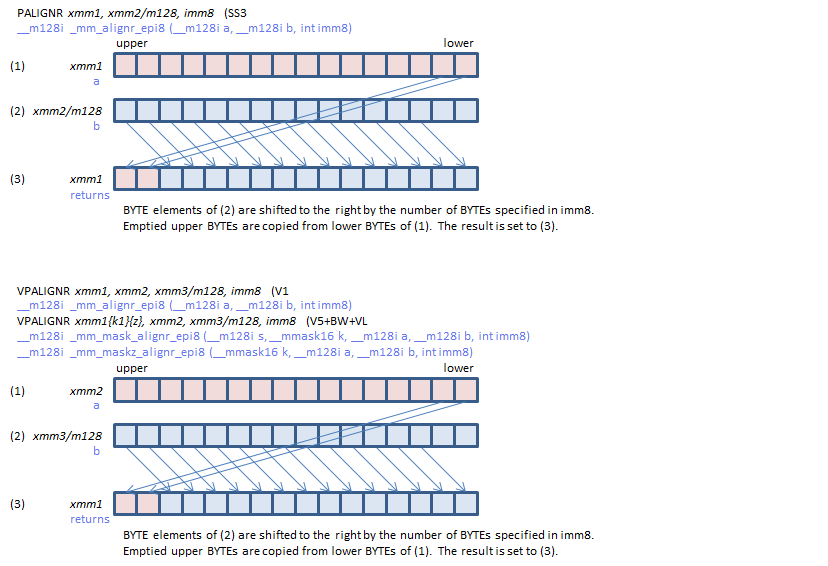 PALIGNR xmm1, xmm2/m128, imm8 (SS3
__m128i _mm_alignr_epi8 (__m128i a, __m128i b, int imm8)
upper lower
(1) xmm1
a
(2) xmm2/m128
b
(3) xmm1
returns
BYTE elements of (2) are shifted to the right by the number of BYTEs specified in imm8.
Emptied upper BYTEs are copied from lower BYTEs of (1). The result is set to (3).
VPALIGNR xmm1, xmm2, xmm3/m128, imm8 (V1
__m128i _mm_alignr_epi8 (__m128i a, __m128i b, int imm8)
VPALIGNR xmm1{k1}{z}, xmm2, xmm3/m128, imm8 (V5+BW+VL
__m128i _mm_mask_alignr_epi8 (__m128i s, __mmask16 k, __m128i a, __m128i b, int imm8)
__m128i _mm_maskz_alignr_epi8 (__mmask16 k, __m128i a, __m128i b, int imm8)
upper lower
(1) xmm2
a
(2) xmm3/m128
b
(3) xmm1
returns
BYTE elements of (2) are shifted to the right by the number of BYTEs specified in imm8.
Emptied upper BYTEs are copied from lower BYTEs of (1). The result is set to (3).